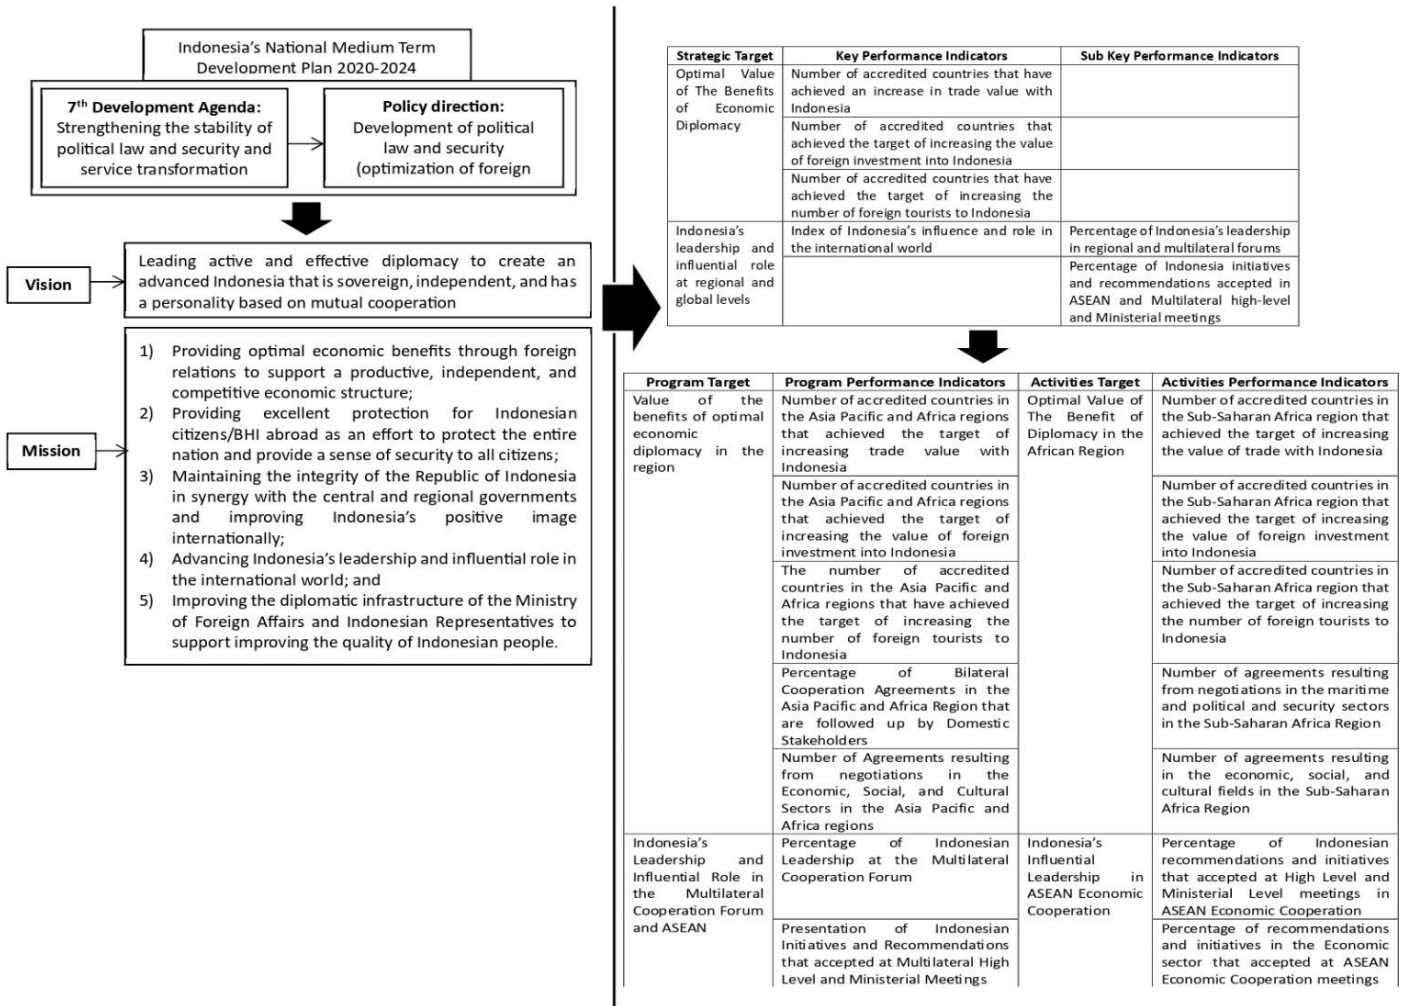 Indonesia's National Medium Term
Development Plan 2020-2024
7th Development Agenda:
Strengthening the stability of
political law and security and
service transformation
Policy direction:
Development of political
law and security
(optimization of foreign
Vision
Leading active and effective diplomacy to create an
advanced Indonesia that is sovereign, independent, and has
a personality based on mutual cooperation
Mission
1) Providing optimal economic benefits through foreign
relations to support a productive, independent, and
competitive economic structure;
2) Providing excellent protection for Indonesian
citizens/BHI abroad as an effort to protect the entire
nation and provide a sense of security to all citizens;
3) Maintaining the integrity of the Republic of Indonesia
in synergy with the central and regional governments
and improving Indonesia's positive image
internationally;
4) Advancing Indonesia's leadership and influential role in
the international world; and
5) Improving the diplomatic infrastructure of the Ministry
of Foreign Affairs and Indonesian Representatives to
support improving the quality of Indonesian people.
Strategic Target
Key Performance Indicators
Sub Key Performance Indicators
Optimal Value
of The Benefits
of Economic
Diplomacy
Number of accredited countries that have
achieved an increase in trade value with
Indonesia
Number of accredited countries that
achieved the target of increasing the value
of foreign investment into Indonesia
Number of accredited countries that have
achieved the target of increasing the
number of foreign tourists to Indonesia
Indonesia's
leadership and
influential role
at regional and
global levels
Index of Indonesia's influence and role in
the international world
Percentage of Indonesia's leadership
in regional and multilateral forums
Percentage of Indonesia initiatives
and recommendations accepted in
ASEAN and Multilateral high-level
and Ministerial meetings
Program Target
Program Performance Indicators
Activities Target
Activities Performance Indicators
Value of the
benefits of optimal
economic
diplomacy in the
region
Number of accredited countries in
the Asia Pacific and Africa regions
that achieved the target of
increasing trade value with
Indonesia
Optimal Value of
The Benefit of
Diplomacy in the
African Region
Number of accredited countries in
the Sub-Saharan Africa region that
achieved the target of increasing
the value of trade with Indonesia
Number of accredited countries in
the Asia Pacific and Africa regions
that achieved the target of
increasing the value of foreign
investment into Indonesia
Number of accredited countries in
the Sub-Saharan Africa region that
achieved the target of increasing
the value of foreign investment
into Indonesia
The number of accredited
countries in the Asia Pacific and
Africa regions that have achieved
the target of increasing the
number of foreign tourists to
Indonesia
Number of accredited countries in
the Sub-Saharan Africa region that
achieved the target of increasing
the number of foreign tourists to
Indonesia
Percentage of Bilateral
Cooperation Agreements in the
Asia Pacific and Africa Region that
are followed up by Domestic
Stakeholders
Number of agreements resulting
from negotiations in the maritime
and political and security sectors
in the Sub-Saharan Africa Region
Number of Agreements resulting
from negotiations in the
Economic, Social, and Cultural
Sectors in the Asia Pacific and
Africa regions
Number of agreements resulting
in the economic, social, and
cultural fields in the Sub-Saharan
Africa Region
Indonesia's
Leadership and
Influential Role in
the Multilateral
Cooperation Forum
and ASEAN
Percentage of Indonesian
Leadership at the Multilateral
Cooperation Forum
Indonesia's
Influential
Leadership in
ASEAN Economic
Cooperation
Percentage of Indonesian
recommendations and initiatives
that accepted at High Level and
Ministerial Level meetings in
ASEAN Economic Cooperation
Presentation of Indonesian
Initiatives and Recommendations
that accepted at Multilateral High
Level and Ministerial Meetings
Percentage of recommendations
and initiatives in the Economic
sector that accepted at ASEAN
Economic Cooperation meetings